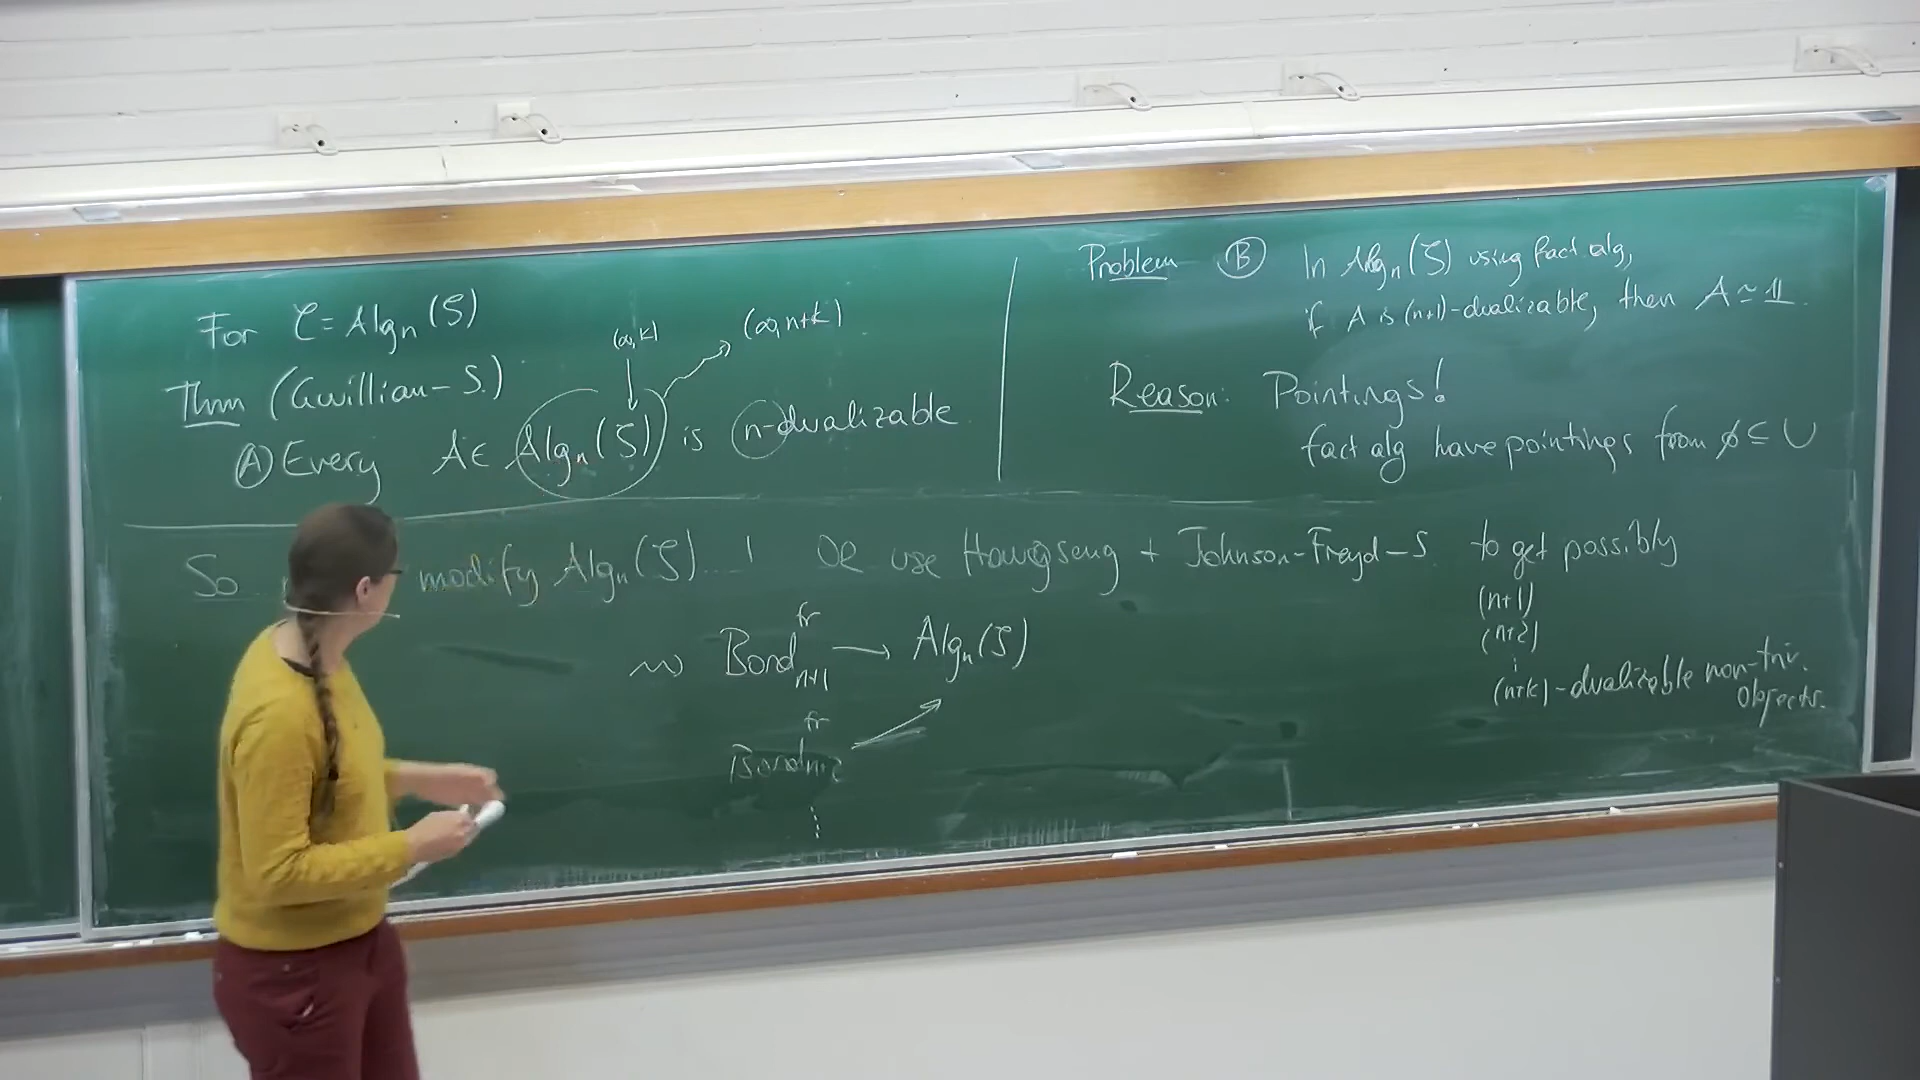 For C = Alg_n (S)
Thm (Gwilliam – S.)
(∞,k)
(∞,n+k)
Ⓐ Every A ∈ Alg_n (S) is n-dualizable
Problem Ⓑ In Alg_n (S) using fact alg,
if A is (n+1)-dualizable, then A ≃ 𝟙.
Reason: Pointings!
fact alg have pointings from ∅ ⊆ U
So modify Alg_n (S) ... ! OR use Haugseng + Johnson-Freyd – S. to get possibly
(n+1)
(n+2)
⋮
(n+k)-dualizable non-triv. objects.
⇝ Bord_{n+1}^{fr} → Alg_n (S)
Bord_{n+2}^{fr}
⋮